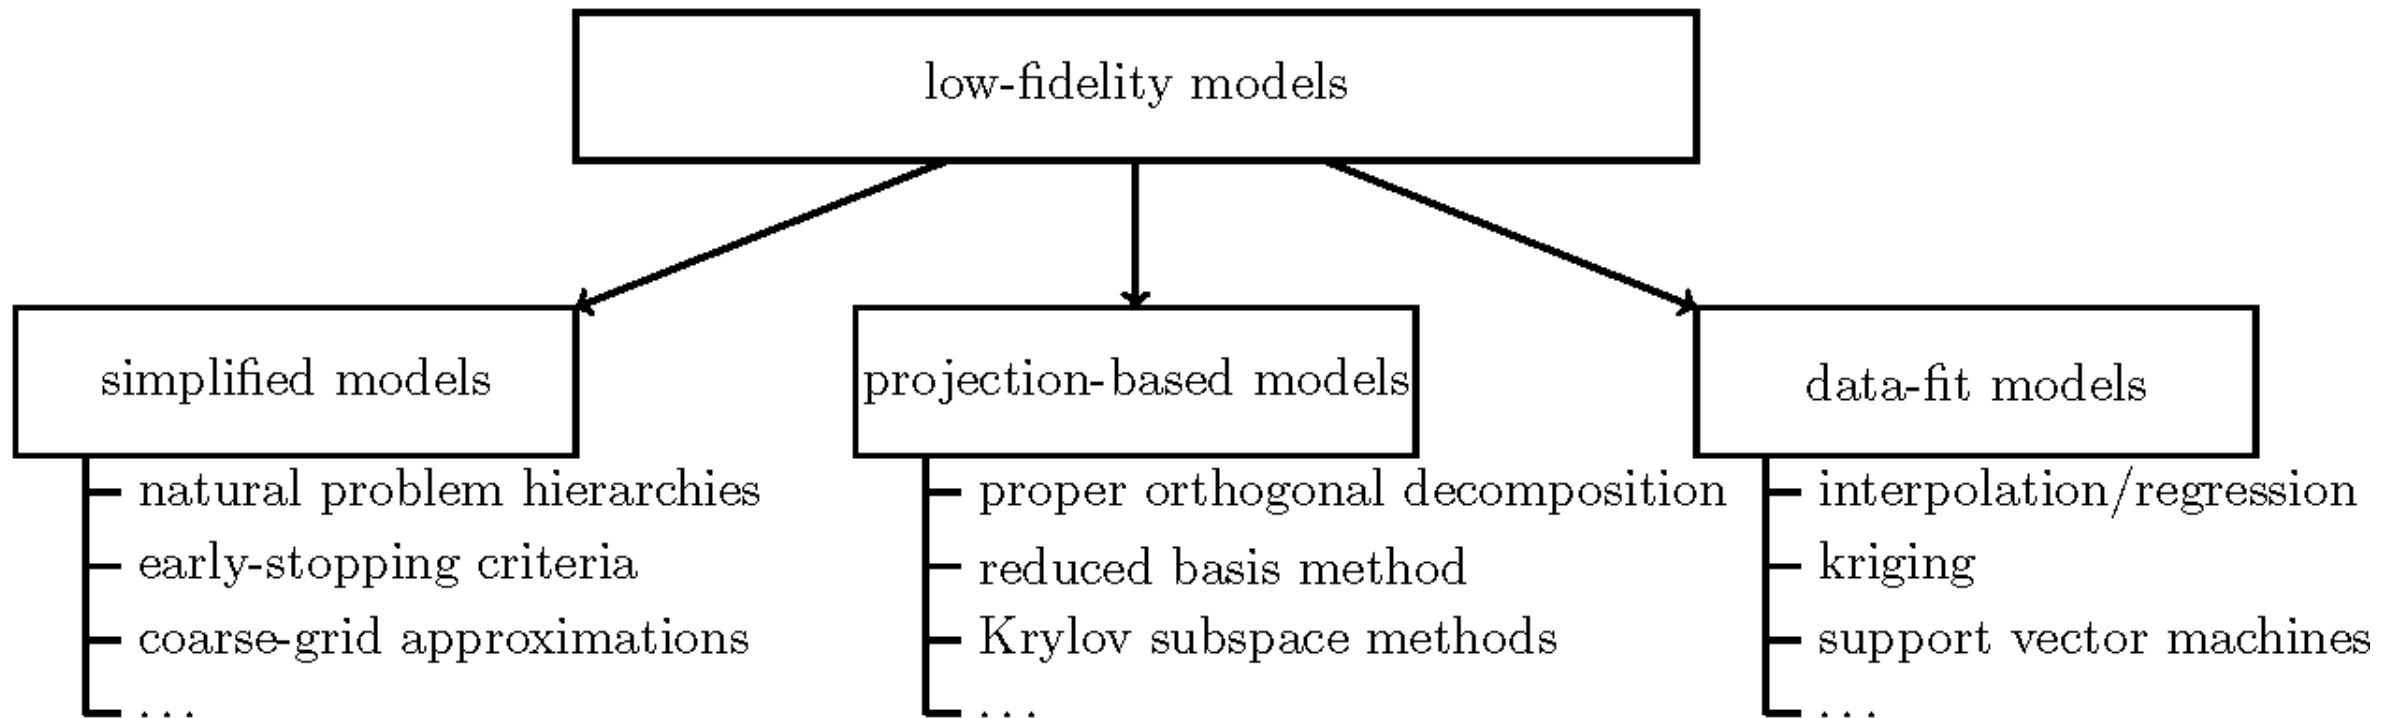 low-fidelity models
simplified models
natural problem hierarchies
early-stopping criteria
coarse-grid approximations
...
projection-based models
proper orthogonal decomposition
reduced basis method
Krylov subspace methods
...
data-fit models
interpolation/regression
kriging
support vector machines
...